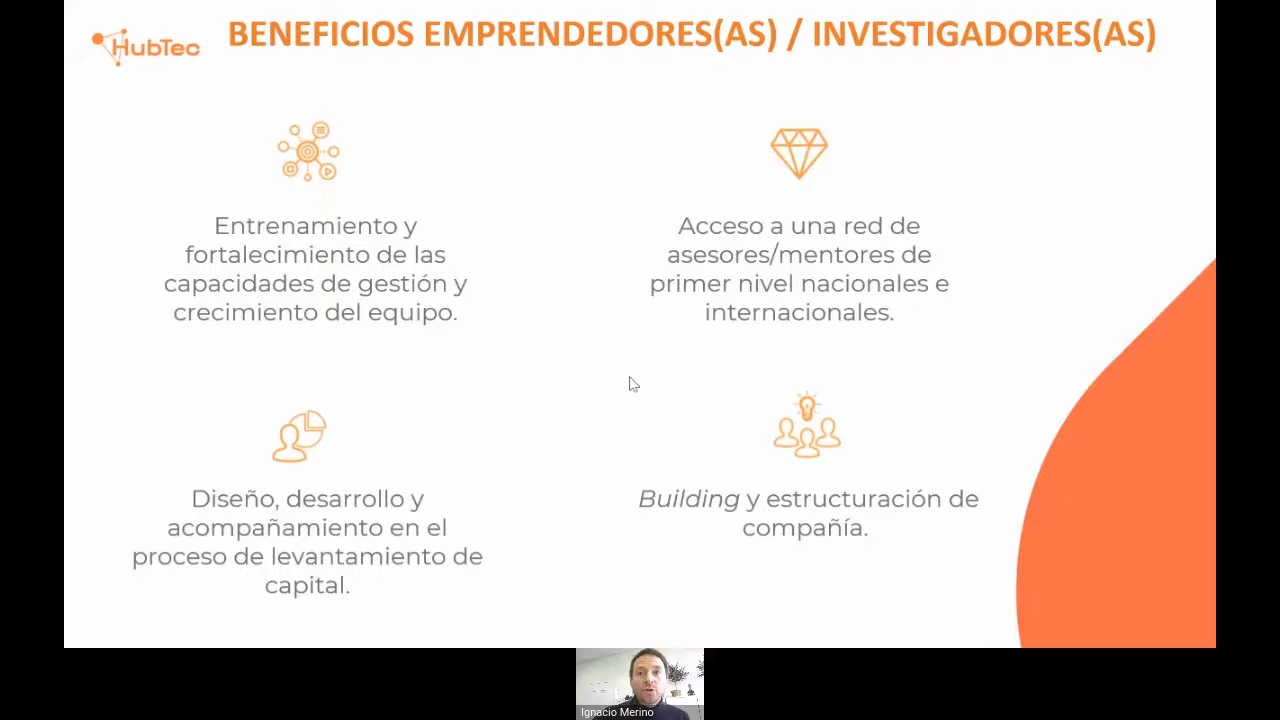 HubTec
BENEFICIOS EMPRENDEDORES(AS) / INVESTIGADORES(AS)
Entrenamiento y
fortalecimiento de las
capacidades de gestión y
crecimiento del equipo.
Acceso a una red de
asesores/mentores de
primer nivel nacionales e
internacionales.
Diseño, desarrollo y
acompañamiento en el
proceso de levantamiento de
capital.
Building y estructuración de
compañía.
Ignacio Merino